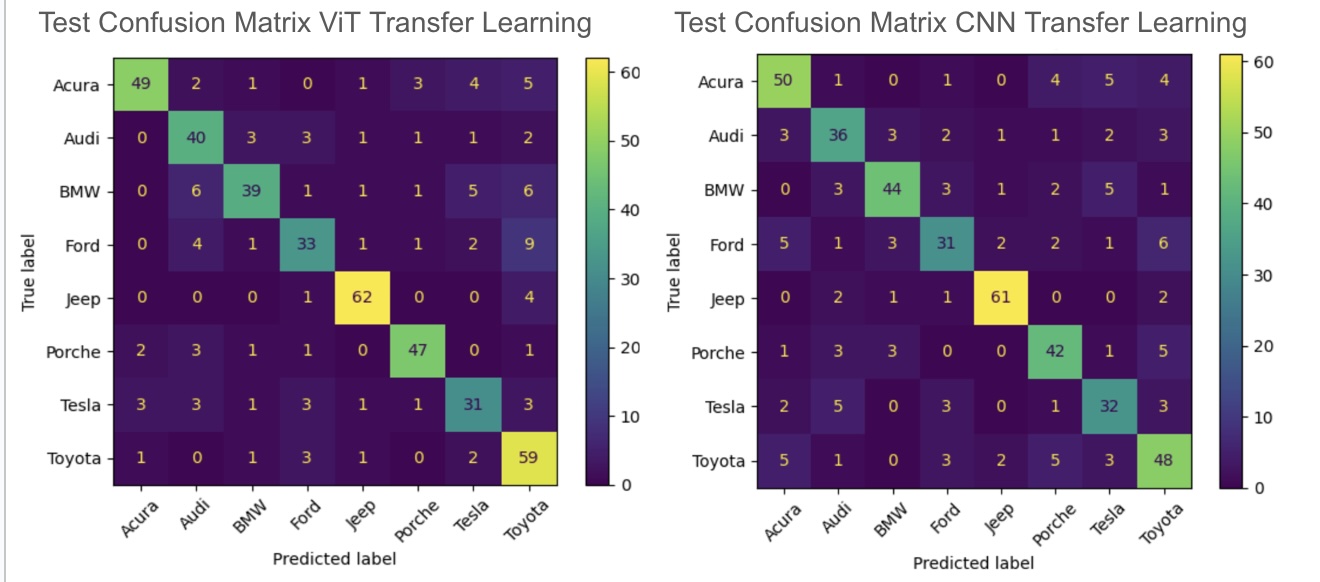 Test Confusion Matrix ViT Transfer Learning
Acura 49 2 1 0 1 3 4 5
Audi 0 40 3 3 1 1 1 2
BMW 0 6 39 1 1 1 5 6
Ford 0 4 1 33 1 1 2 9
Jeep 0 0 0 1 62 0 0 4
Porche 2 3 1 1 0 47 0 1
Tesla 3 3 1 3 1 1 31 3
Toyota 1 0 1 3 1 0 2 59
Acura Audi BMW Ford Jeep Porche Tesla Toyota
Predicted label
True label
60
50
40
30
20
10
0
Test Confusion Matrix CNN Transfer Learning
Acura 50 1 0 1 0 4 5 4
Audi 3 36 3 2 1 1 2 3
BMW 0 3 44 3 1 2 5 1
Ford 5 1 3 31 2 2 1 6
Jeep 0 2 1 1 61 0 0 2
Porche 1 3 3 0 0 42 1 5
Tesla 2 5 0 3 0 1 32 3
Toyota 5 1 0 3 2 5 3 48
Acura Audi BMW Ford Jeep Porche Tesla Toyota
Predicted label
True label
60
50
40
30
20
10
0